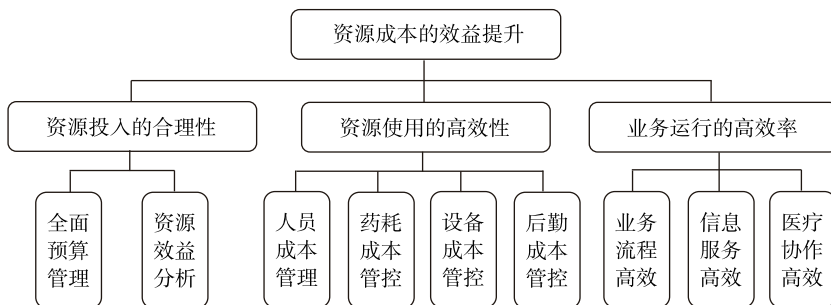 资源成本的效益提升
资源投入的合理性
资源使用的高效性
业务运行的高效率
全面
预算
管理
资源
效益
分析
人员
成本
管理
药耗
成本
管控
设备
成本
管控
后勤
成本
管控
业务
流程
高效
信息
服务
高效
医疗
协作
高效